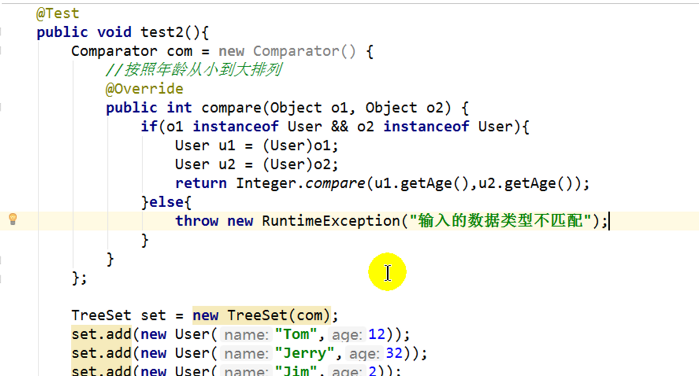 @Test
public void test2(){
Comparator com = new Comparator() {
//按照年龄从小到大排列
@Override
public int compare(Object o1, Object o2) {
if(o1 instanceof User && o2 instanceof User){
User u1 = (User)o1;
User u2 = (User)o2;
return Integer.compare(u1.getAge(),u2.getAge());
}else{
throw new RuntimeException("输入的数据类型不匹配");
}
}
};
TreeSet set = new TreeSet(com);
set.add(new User( name: "Tom", age: 12));
set.add(new User( name: "Jerry", age: 32));
set.add(new User( name: "Jim", age: 2));